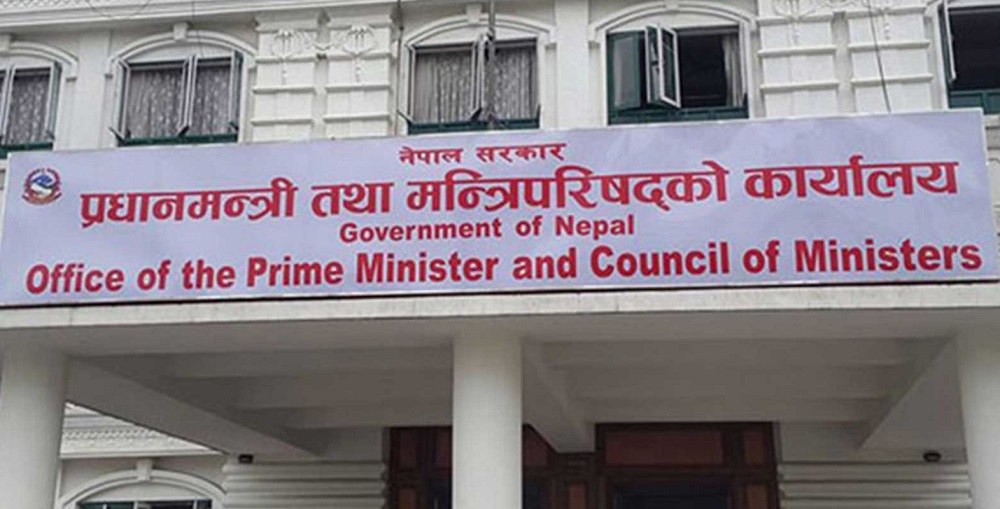 नेपाल सरकार
प्रधानमन्त्री तथा मन्त्रिपरिषद्को कार्यालय
Government of Nepal
Office of the Prime Minister and Council of Ministers